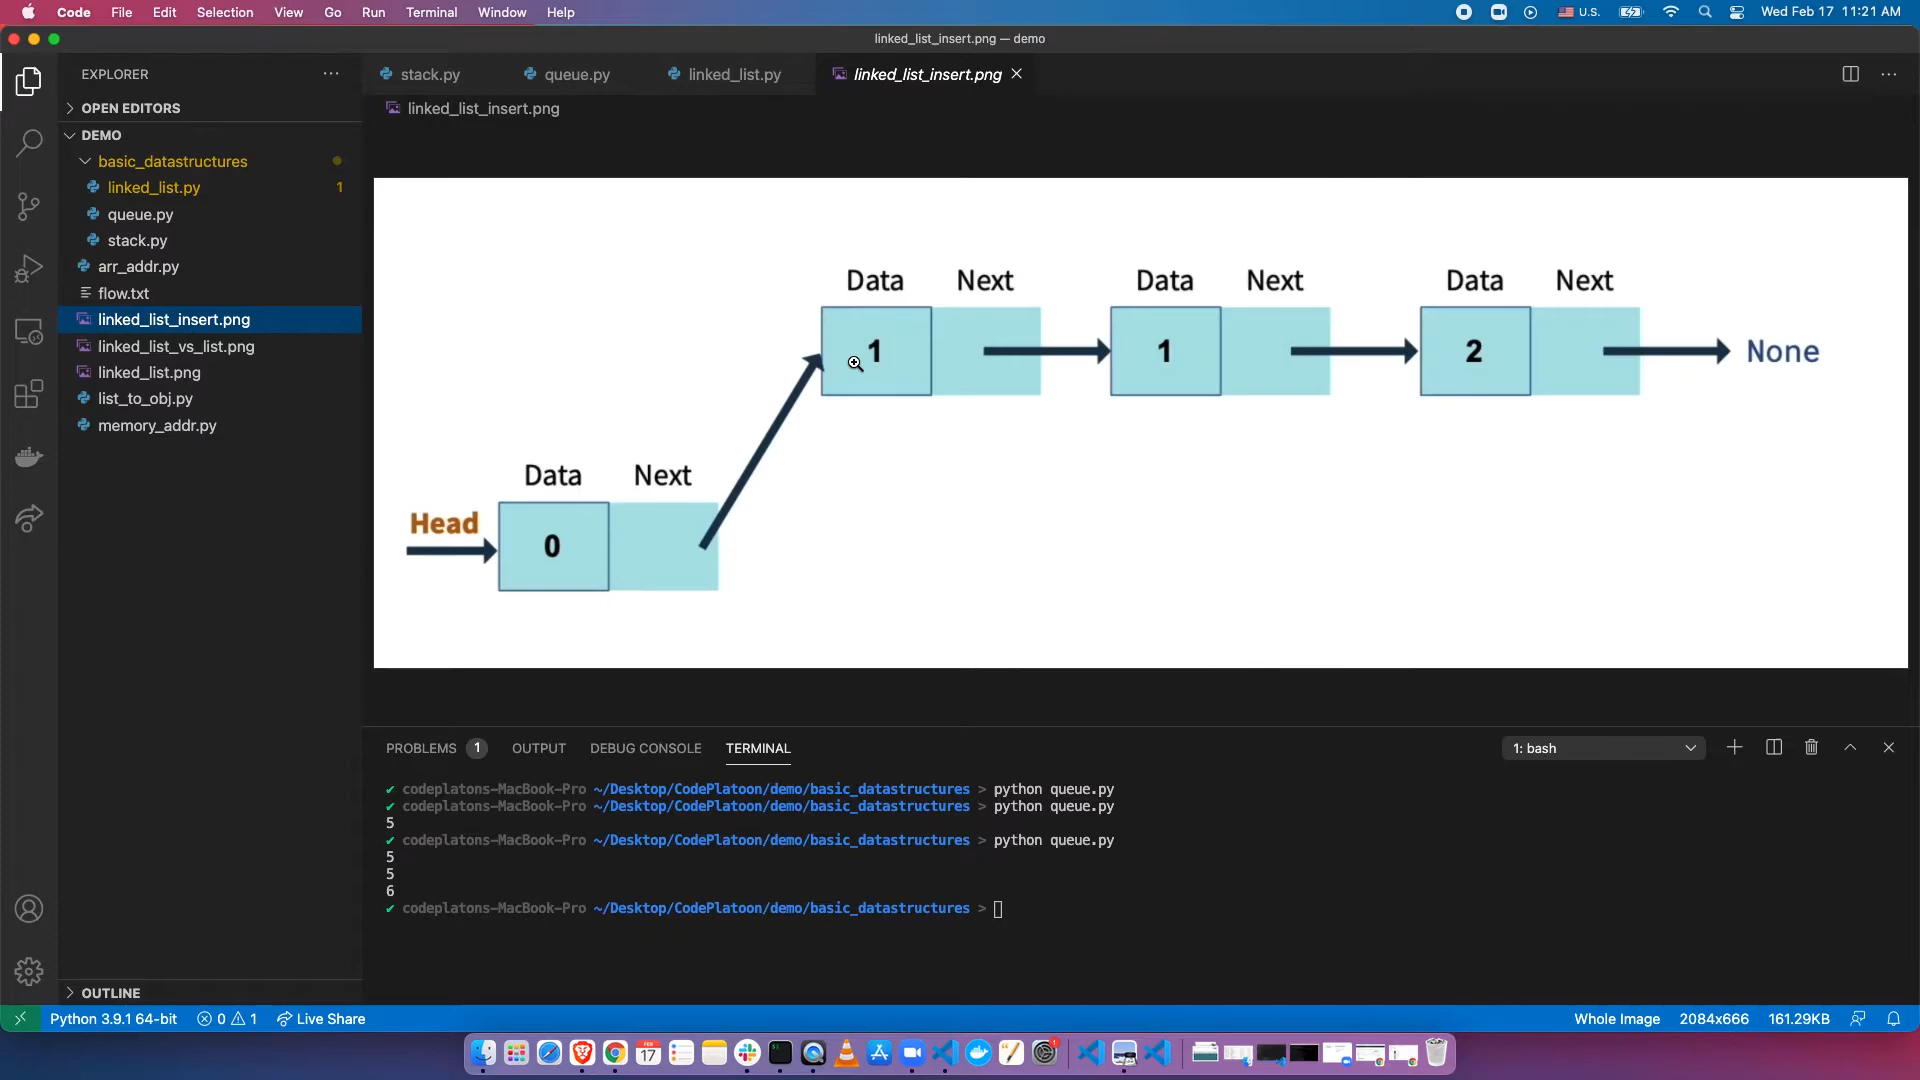 Code File Edit Selection View Go Run Terminal Window Help U.S. Wed Feb 17 11:21 AM
linked_list_insert.png — demo
EXPLORER
OPEN EDITORS
DEMO
basic_datastructures
linked_list.py 1
queue.py
stack.py
arr_addr.py
flow.txt
linked_list_insert.png
linked_list_vs_list.png
linked_list.png
list_to_obj.py
memory_addr.py
OUTLINE
stack.py queue.py linked_list.py linked_list_insert.png
linked_list_insert.png
Data Next Data Next Data Next
1 1 2 None
Data Next
Head
0
PROBLEMS 1 OUTPUT DEBUG CONSOLE TERMINAL 1: bash
✔ codeplatons-MacBook-Pro ~/Desktop/CodePlatoon/demo/basic_datastructures > python queue.py
✔ codeplatons-MacBook-Pro ~/Desktop/CodePlatoon/demo/basic_datastructures > python queue.py
5
✔ codeplatons-MacBook-Pro ~/Desktop/CodePlatoon/demo/basic_datastructures > python queue.py
5
5
6
✔ codeplatons-MacBook-Pro ~/Desktop/CodePlatoon/demo/basic_datastructures >
Python 3.9.1 64-bit 0 1 Live Share Whole Image 2084x666 161.29KB
FEB
17
1